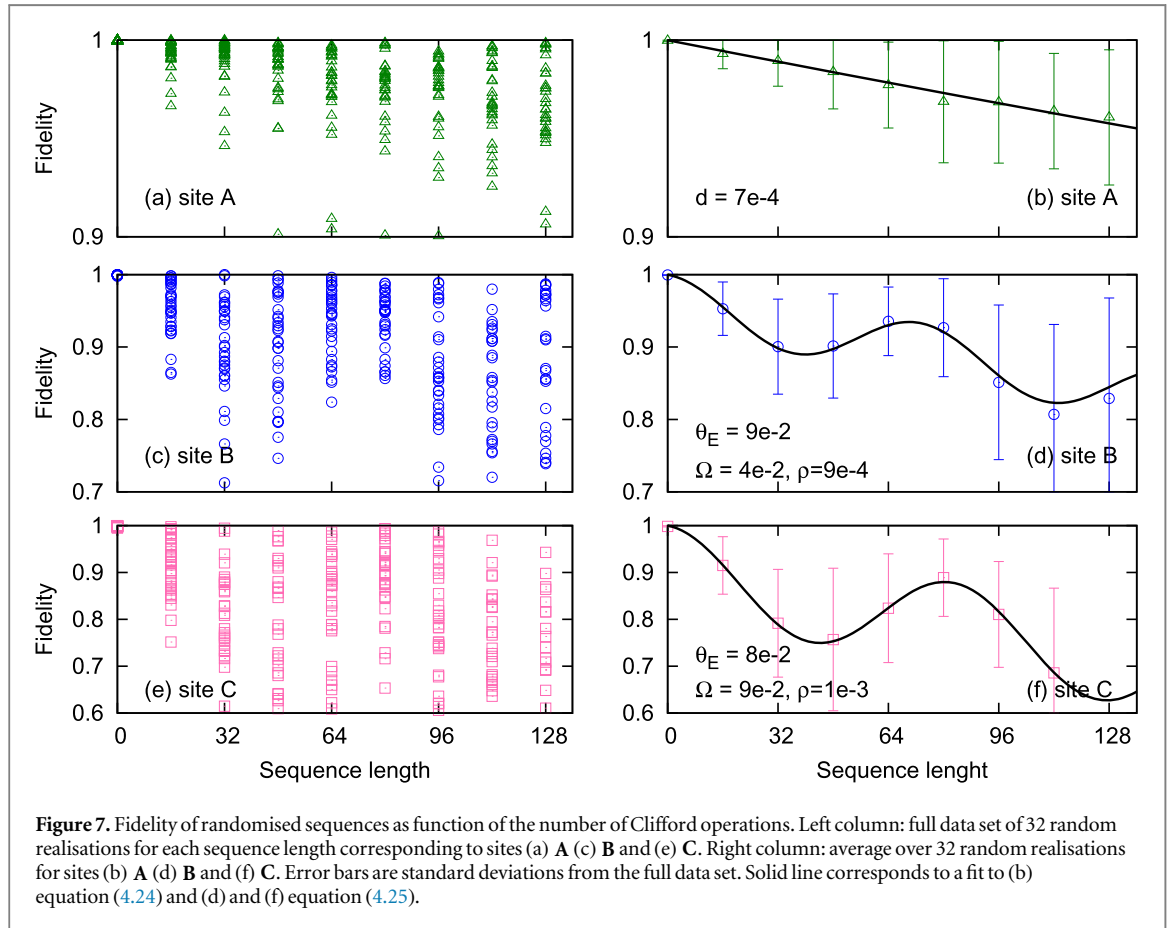 1
Fidelity
(a) site A
0.9
1
d = 7e-4
(b) site A
0.9
1
0.9
Fidelity
0.8
(c) site B
0.7
1
0.9
0.8
θE = 9e-2
(d) site B
Ω = 4e-2, ρ=9e-4
0.7
1
0.9
Fidelity
0.8
0.7
(e) site C
0.6
0 32 64 96 128
Sequence length
1
0.9
0.8
0.7
θE = 8e-2
Ω = 9e-2, ρ=1e-3
(f) site C
0.6
0 32 64 96 128
Sequence lenght
Figure 7. Fidelity of randomised sequences as function of the number of Clifford operations. Left column: full data set of 32 random
realisations for each sequence length corresponding to sites (a) A (c) B and (e) C. Right column: average over 32 random realisations
for sites (b) A (d) B and (f) C. Error bars are standard deviations from the full data set. Solid line corresponds to a fit to (b)
equation (4.24) and (d) and (f) equation (4.25).